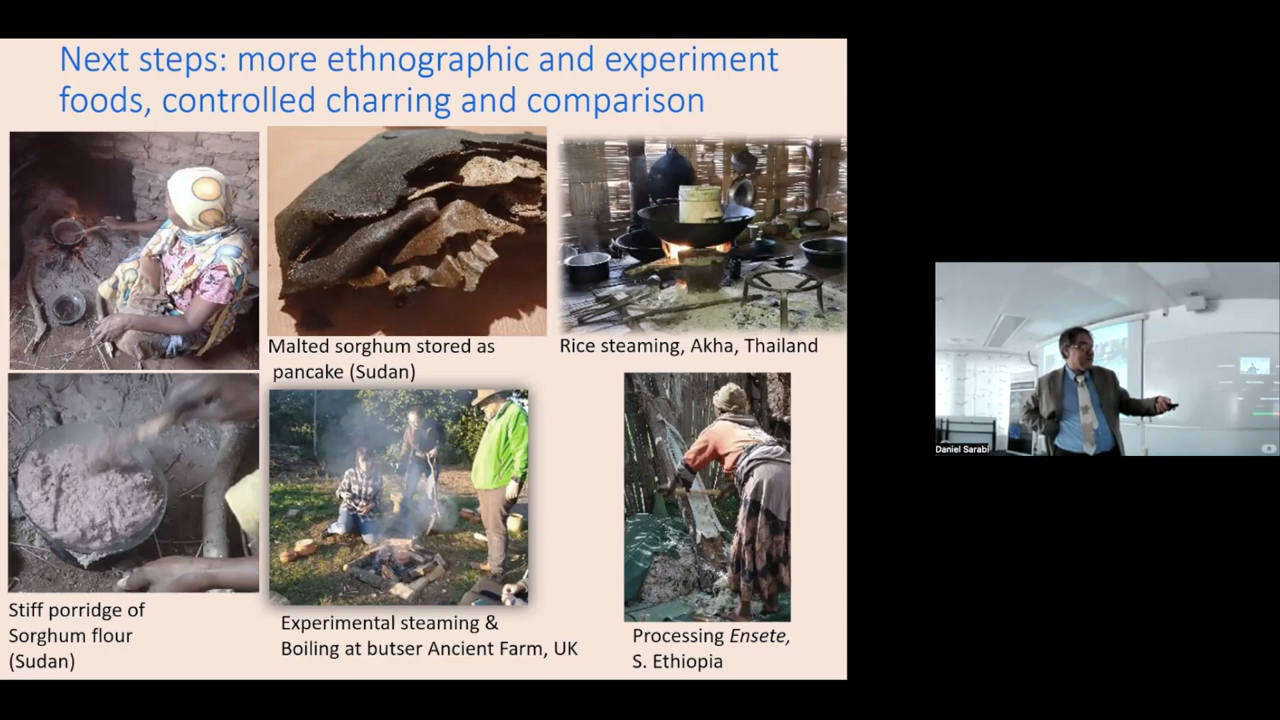 Next steps: more ethnographic and experiment
foods, controlled charring and comparison
Malted sorghum stored as
pancake (Sudan)
Rice steaming, Akha, Thailand
Stiff porridge of
Sorghum flour
(Sudan)
Experimental steaming &
Boiling at butser Ancient Farm, UK
Processing Ensete,
S. Ethiopia
Daniel Sarabi